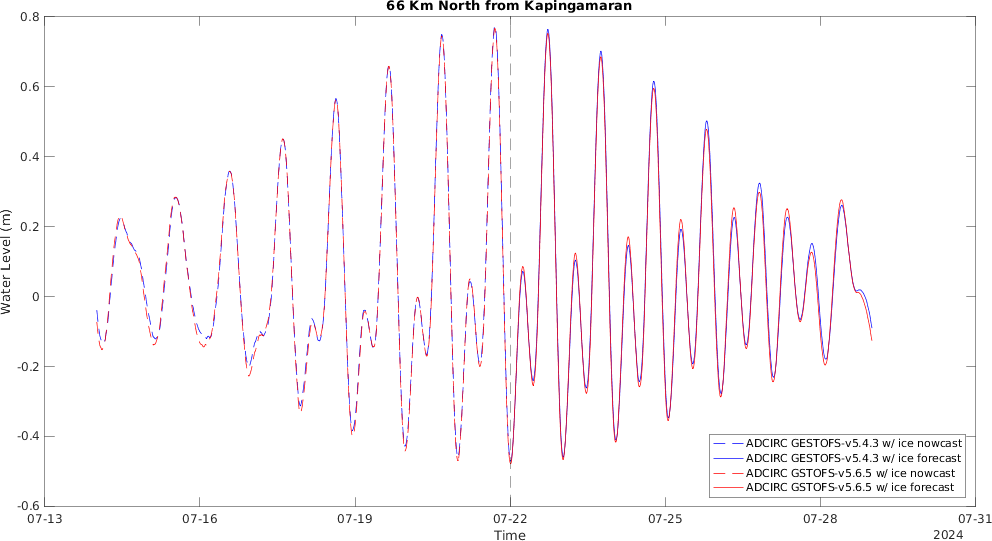 66 Km North from Kapingamaran
Water Level (m)
0.8
0.6
0.4
0.2
0
-0.2
-0.4
-0.6
07-13
07-16
07-19
07-22
07-25
07-28
07-31
Time
2024
ADCIRC GESTOFS-v5.4.3 w/ ice nowcast
ADCIRC GESTOFS-v5.4.3 w/ ice forecast
ADCIRC GSTOFS-v5.6.5 w/ ice nowcast
ADCIRC GSTOFS-v5.6.5 w/ ice forecast